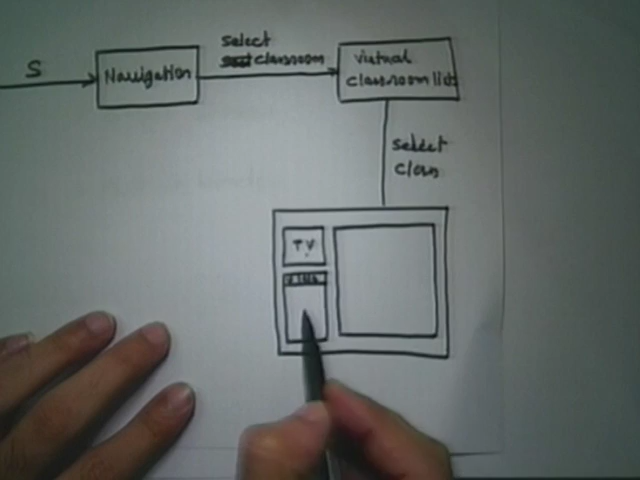 S
Navigation
select
classroom
virtual
classroom list
select
class
TV